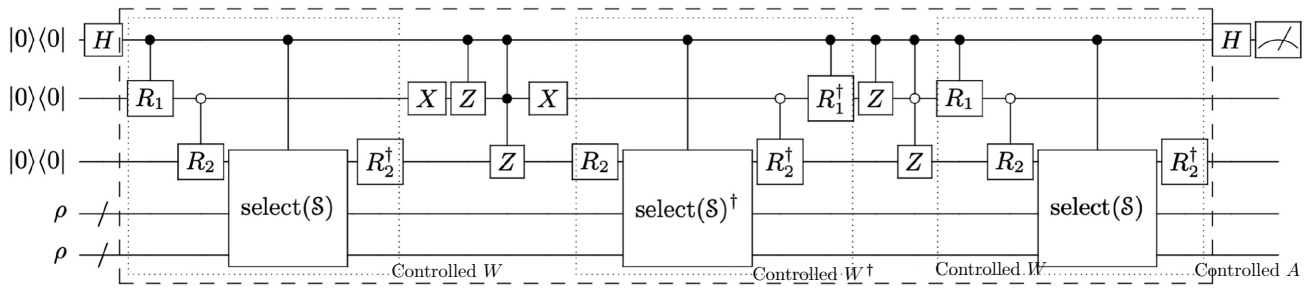 |0⟩⟨0| H H
|0⟩⟨0| R₁ X Z X R₁† Z R₁
|0⟩⟨0| R₂ R₂† Z R₂ R₂† Z R₂ R₂†
select(𝒮) select(𝒮)† select(𝒮)
ρ
ρ
Controlled W Controlled W† Controlled W Controlled A